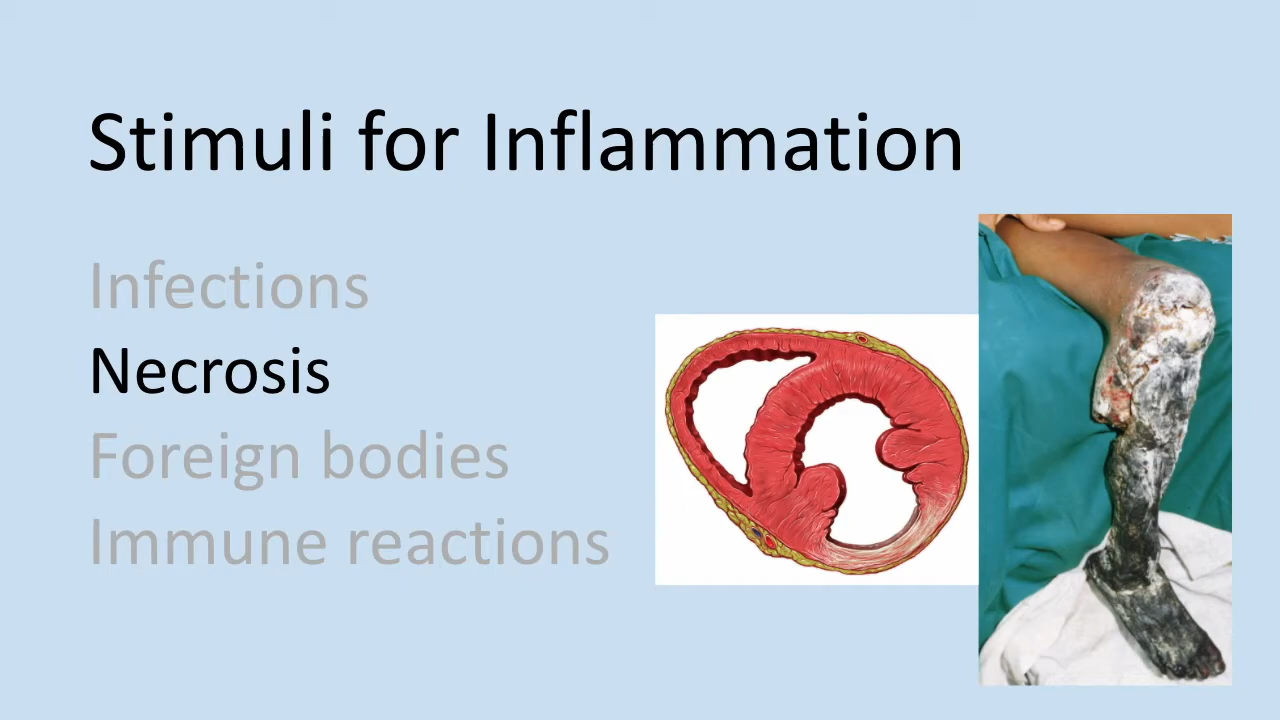 Stimuli for Inflammation
Infections
Necrosis
Foreign bodies
Immune reactions